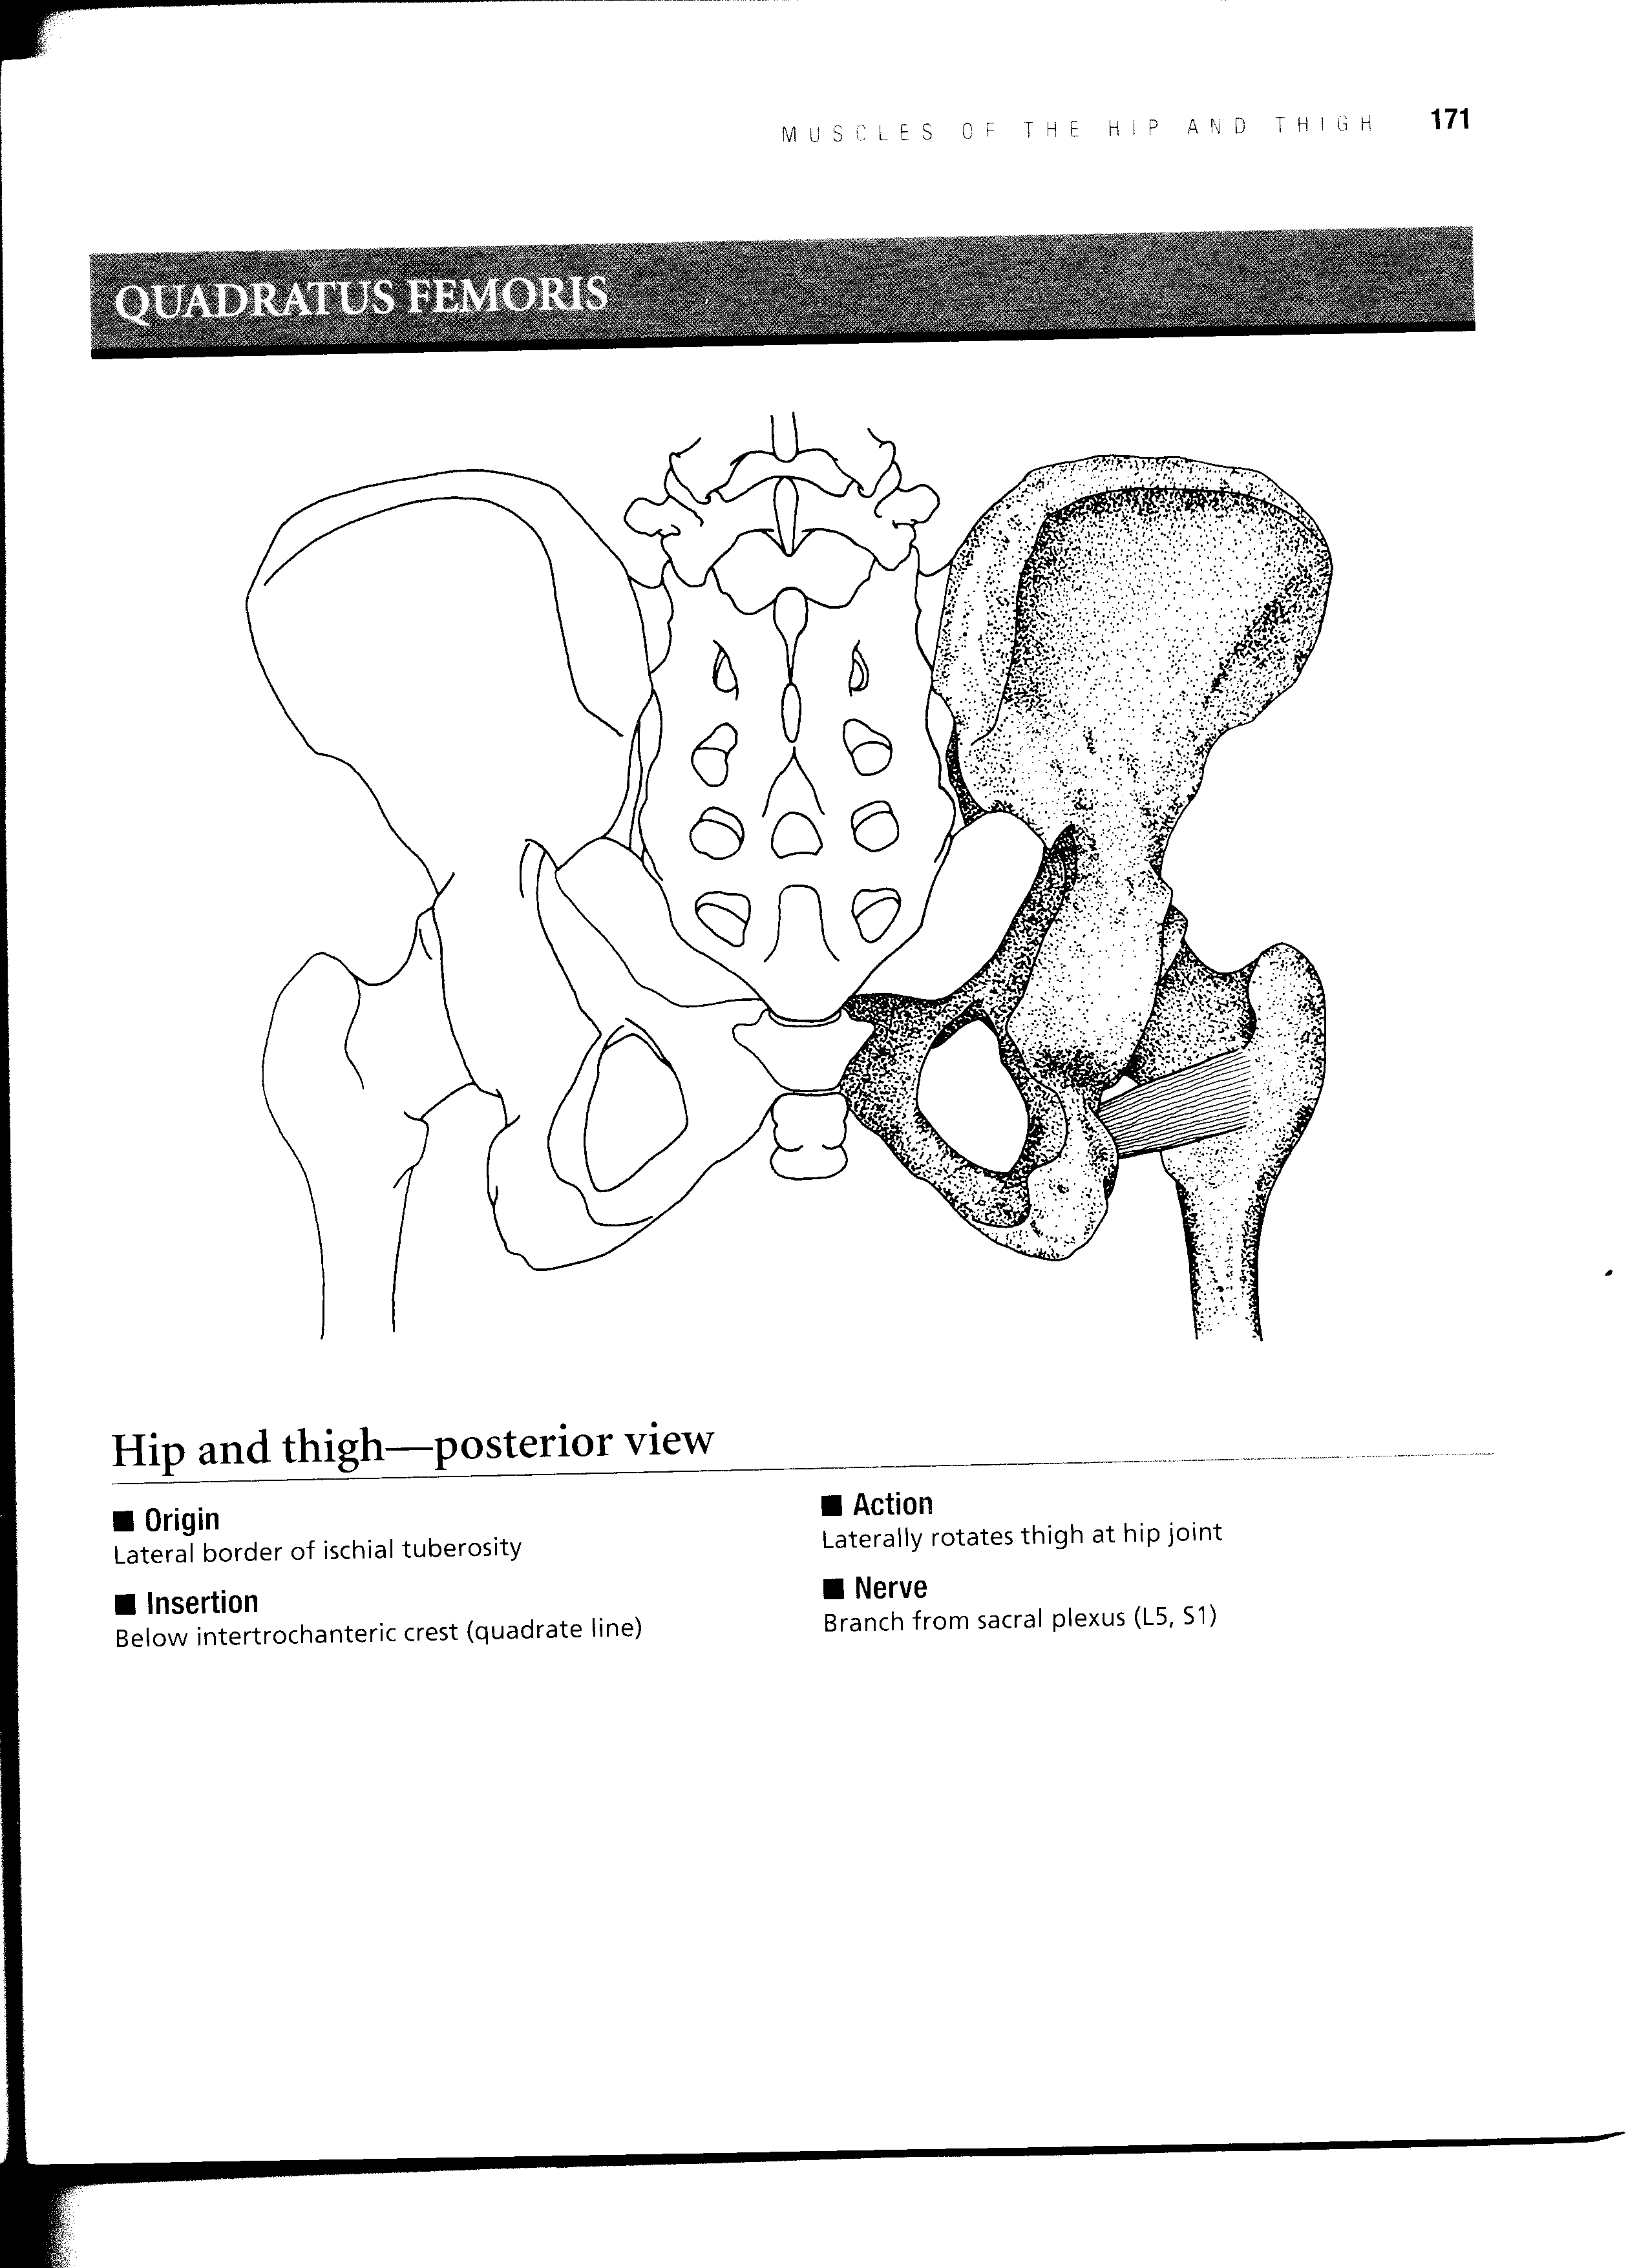 MUSCLES OF THE HIP AND THIGH 171
QUADRATUS FEMORIS
Hip and thigh—posterior view
■ Origin
Lateral border of ischial tuberosity
■ Insertion
Below intertrochanteric crest (quadrate line)
■ Action
Laterally rotates thigh at hip joint
■ Nerve
Branch from sacral plexus (L5, S1)